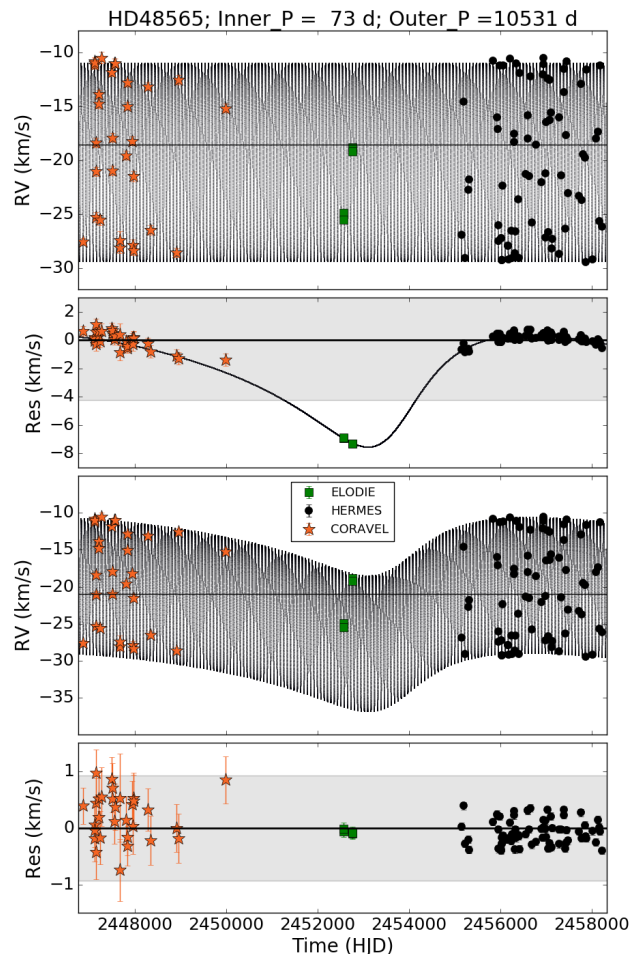 HD48565; Inner_P =  73 d; Outer_P =10531 d
−10
−15
−20
−25
−30
RV (km/s)
2
0
−2
−4
−6
−8
Res (km/s)
−10
−15
−20
−25
−30
−35
RV (km/s)
ELODIE
HERMES
CORAVEL
1
0
−1
Res (km/s)
2448000 2450000 2452000 2454000 2456000 2458000
Time (HJD)